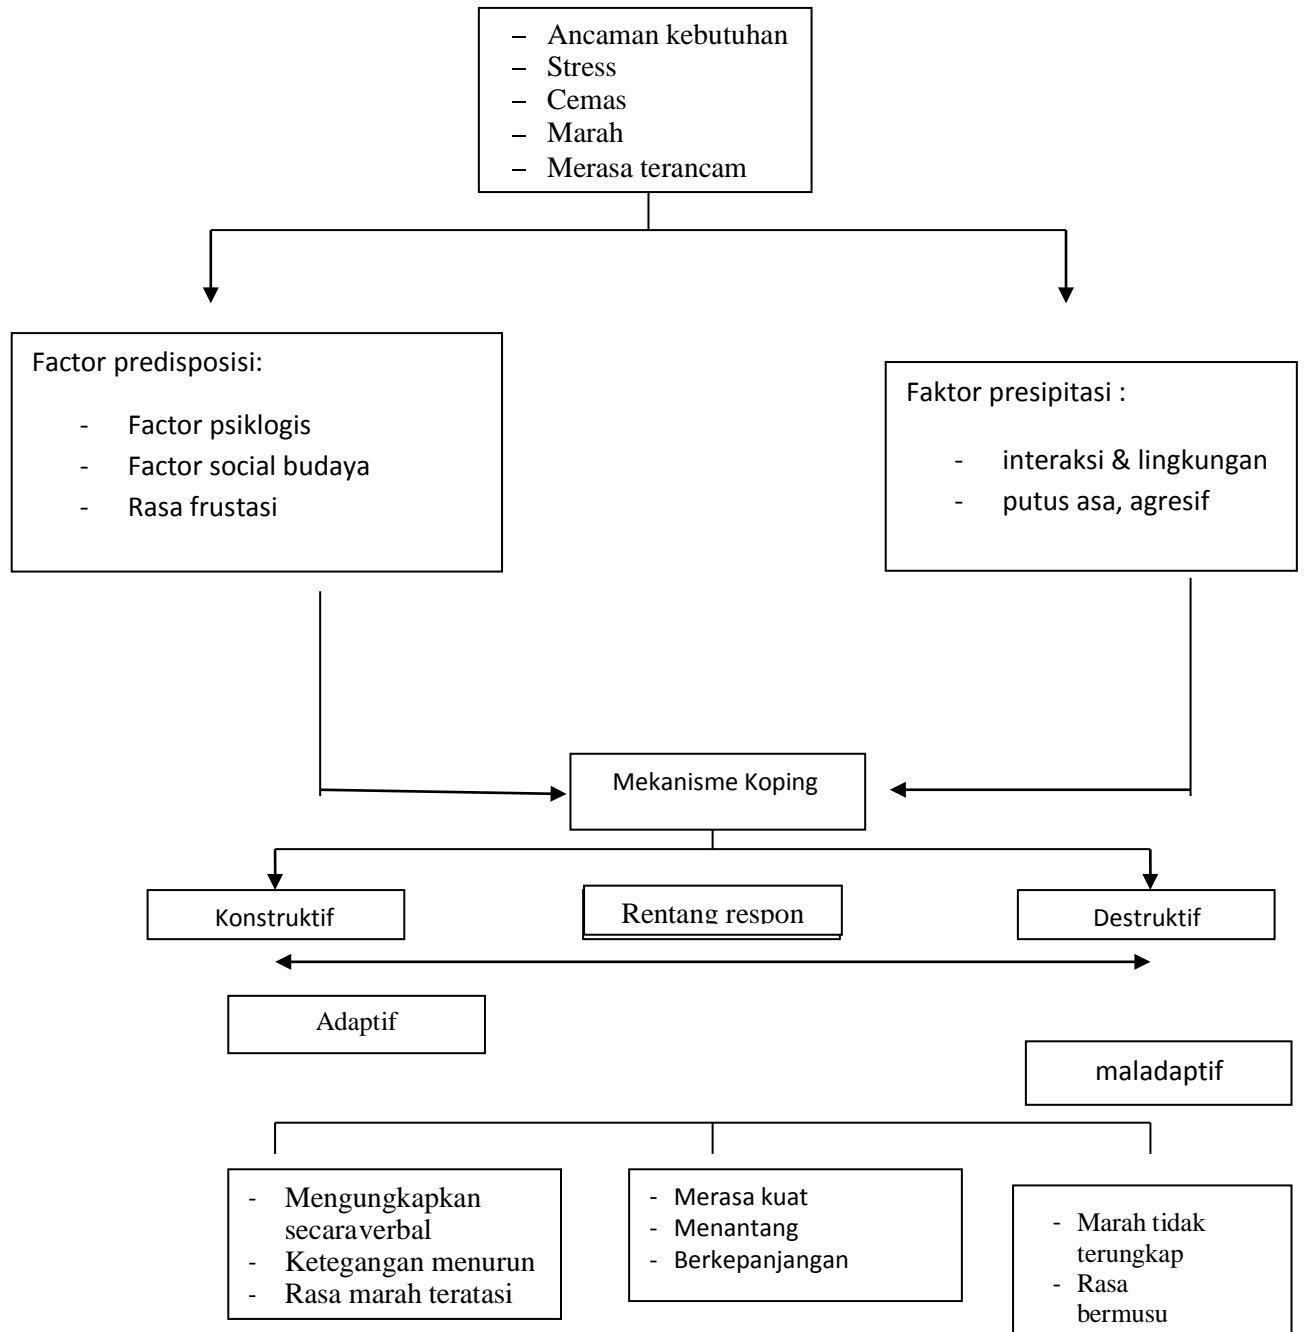 – Ancaman kebutuhan
– Stress
– Cemas
– Marah
– Merasa terancam
Factor predisposisi:
- Factor psiklogis
- Factor social budaya
- Rasa frustasi
Faktor presipitasi :
- interaksi & lingkungan
- putus asa, agresif
Mekanisme Koping
Konstruktif
Rentang respon
Destruktif
Adaptif
maladaptif
- Mengungkapkan
secaraverbal
- Ketegangan menurun
- Rasa marah teratasi
- Merasa kuat
- Menantang
- Berkepanjangan
- Marah tidak
terungkap
- Rasa
bermusu